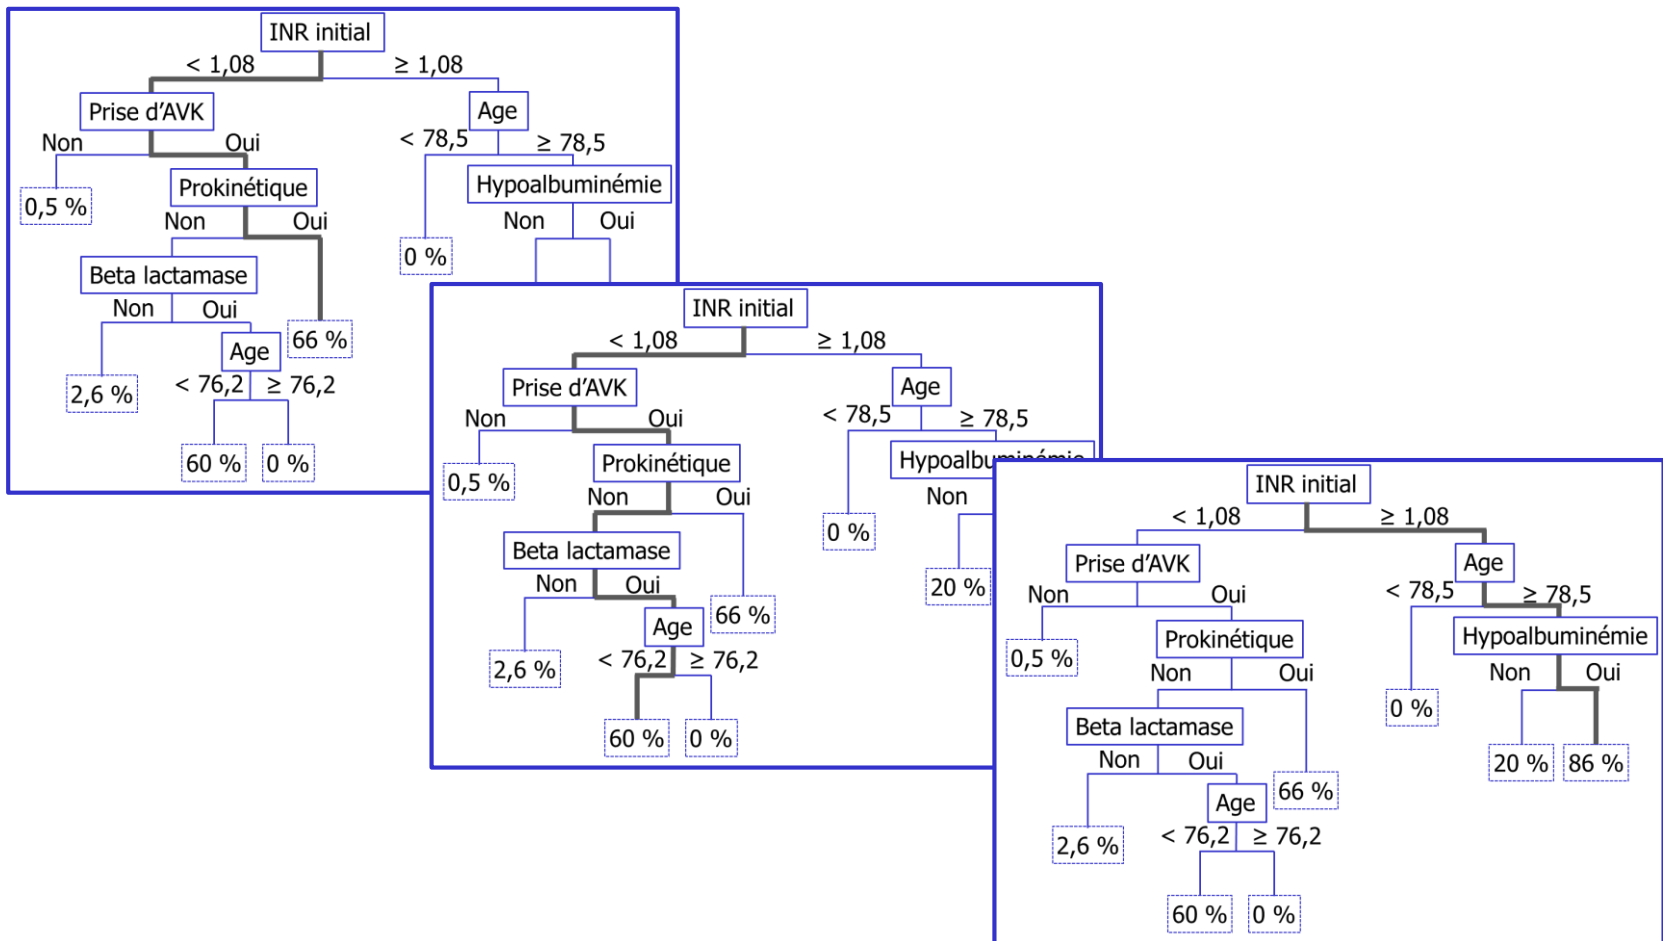 INR initial
< 1,08 ≥ 1,08
Prise d'AVK Age
Non Oui < 78,5 ≥ 78,5
Prokinétique Hypoalbuminémie
0,5 % Non Oui Non Oui
0 %
Beta lactamase
Non Oui
66 %
Age
2,6 % < 76,2 ≥ 76,2
60 % 0 %
INR initial
< 1,08 ≥ 1,08
Prise d'AVK Age
Non Oui < 78,5 ≥ 78,5
Prokinétique Hypoalbuminémie
0,5 % Non Oui Non
0 %
Beta lactamase
Non Oui 20 %
66 %
Age
2,6 % < 76,2 ≥ 76,2
60 % 0 %
INR initial
< 1,08 ≥ 1,08
Prise d'AVK Age
Non Oui < 78,5 ≥ 78,5
Prokinétique Hypoalbuminémie
0,5 % Non Oui Non Oui
0 %
Beta lactamase
Non Oui 20 % 86 %
66 %
Age
2,6 % < 76,2 ≥ 76,2
60 % 0 %